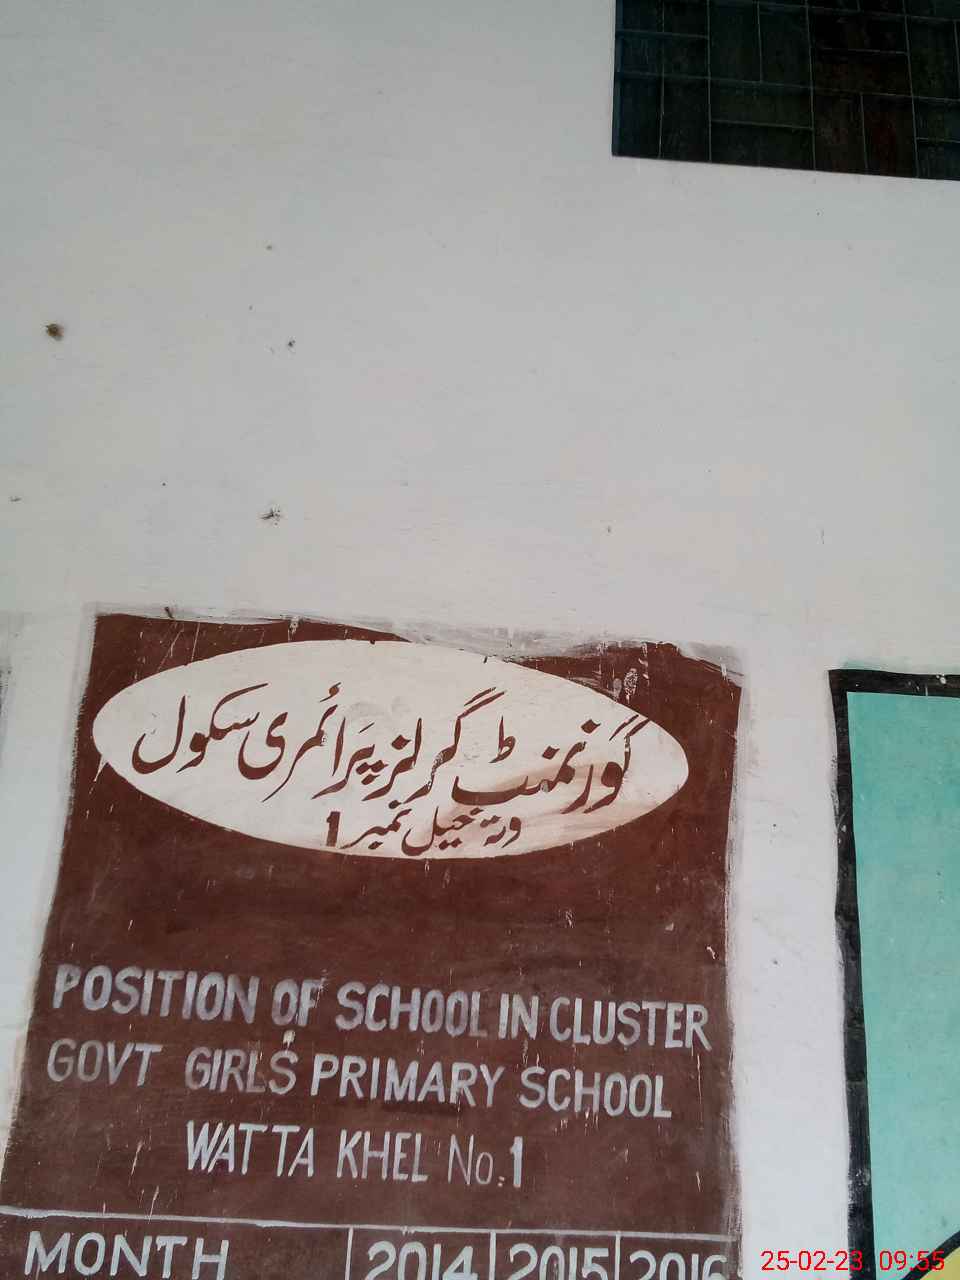 گورنمنٹ گرلز پرائمری سکول
وتہ خیل نمبر 1
POSITION OF SCHOOL IN CLUSTER
GOVT GIRLS PRIMARY SCHOOL
WATTA KHEL No:1
MONTH 2014 2015 2016
25-02-23 09:55